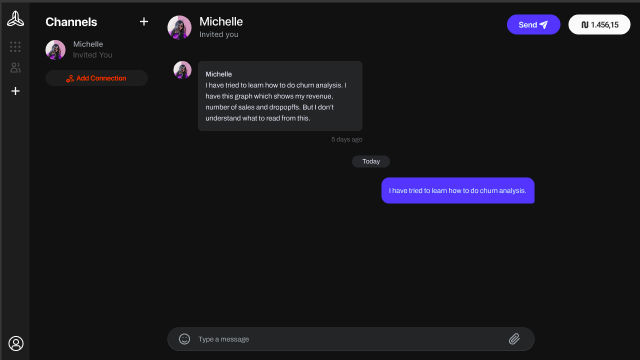 Channels
Michelle
Invited You
Add Connection
Michelle
Invited you
Send
1.456,15
Michelle
I have tried to learn how to do churn analysis. I
have this graph which shows my revenue,
number of sales and dropopffs. But I don't
understand what to read from this.
5 days ago
Today
I have tried to learn how to do churn analysis.
Type a message